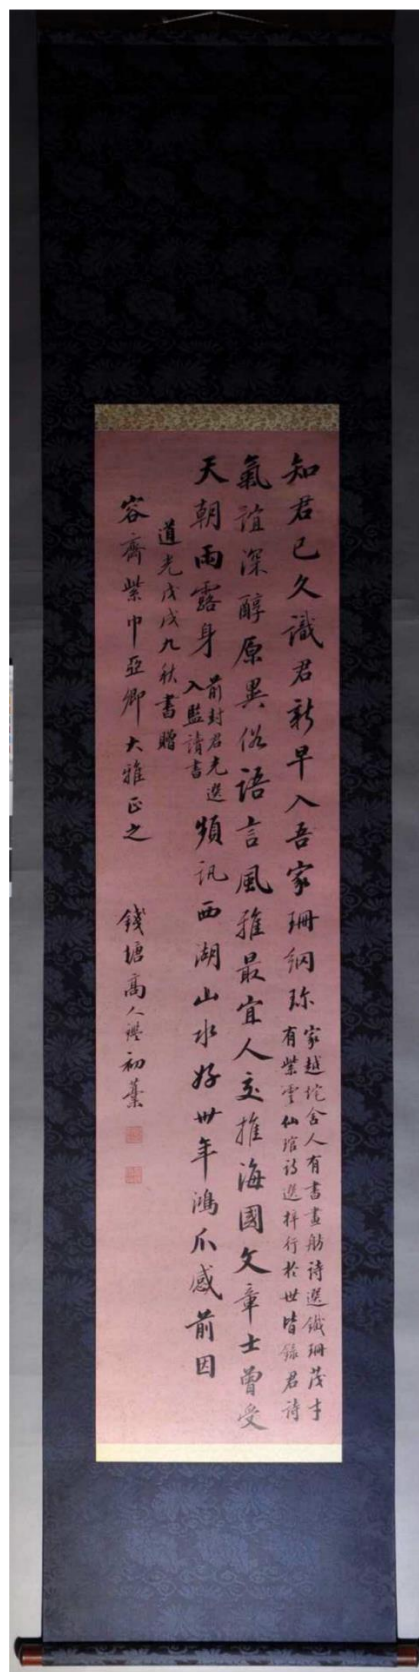 知君已久識君新早入吾家珊網珎
家越垞舍人有書畫舫詩選鐵珊茂才
有紫雲仙琯詩選梓行於世皆錄君詩
氣誼深醇原異俗語言風雅最宜人交推海國文章士曾受
天朝雨露身
前封君先選
入監請書
頻訊西湖山水好卅年鴻爪感前因
道光戊戌九秋書贈
容齋紫巾亞卿大雅正之
錢塘高人鑑初藁